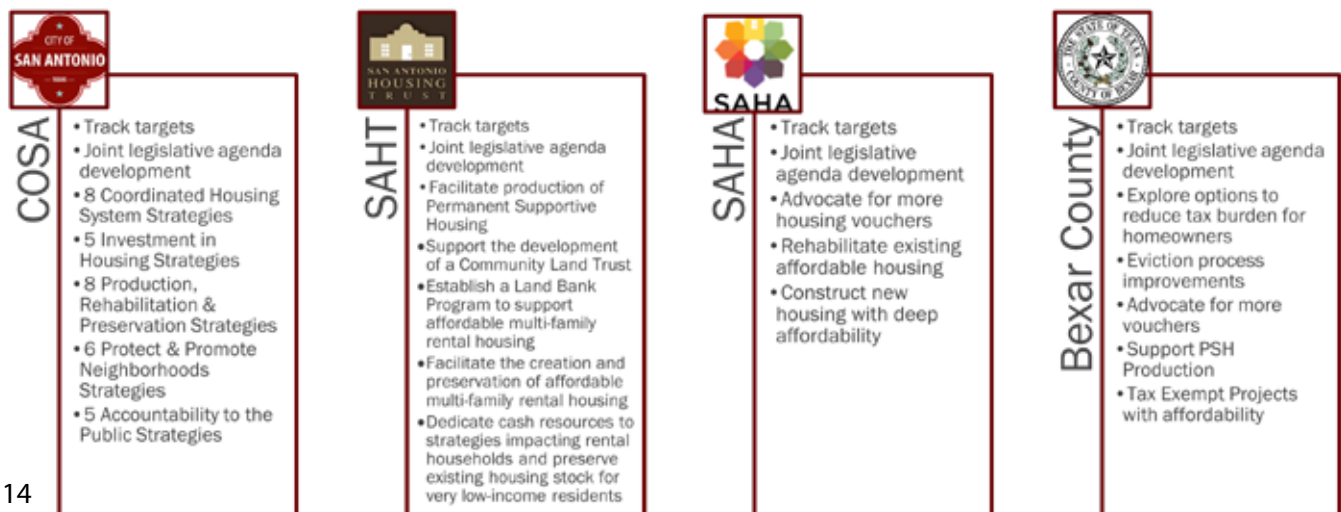 CITY OF
SAN ANTONIO
TEXAS
COSA
• Track targets
• Joint legislative agenda
development
• 8 Coordinated Housing
System Strategies
• 5 Investment in
Housing Strategies
• 8 Production,
Rehabilitation &
Preservation Strategies
• 6 Protect & Promote
Neighborhoods
Strategies
• 5 Accountability to the
Public Strategies
SAN ANTONIO
HOUSING
TRUST
SAHT
• Track targets
• Joint legislative agenda
development
• Facilitate production of
Permanent Supportive
Housing
• Support the development
of a Community Land Trust
• Establish a Land Bank
Program to support
affordable multi-family
rental housing
• Facilitate the creation and
preservation of affordable
multi-family rental housing
• Dedicate cash resources to
strategies impacting rental
households and preserve
existing housing stock for
very low-income residents
SAHA
SAHA
• Track targets
• Joint legislative
agenda development
• Advocate for more
housing vouchers
• Rehabilitate existing
affordable housing
• Construct new
housing with deep
affordability
THE STATE OF TEXAS
COUNTY OF BEXAR
Bexar County
• Track targets
• Joint legislative agenda
development
• Explore options to
reduce tax burden for
homeowners
• Eviction process
improvements
• Advocate for more
vouchers
• Support PSH
Production
• Tax Exempt Projects
with affordability
14